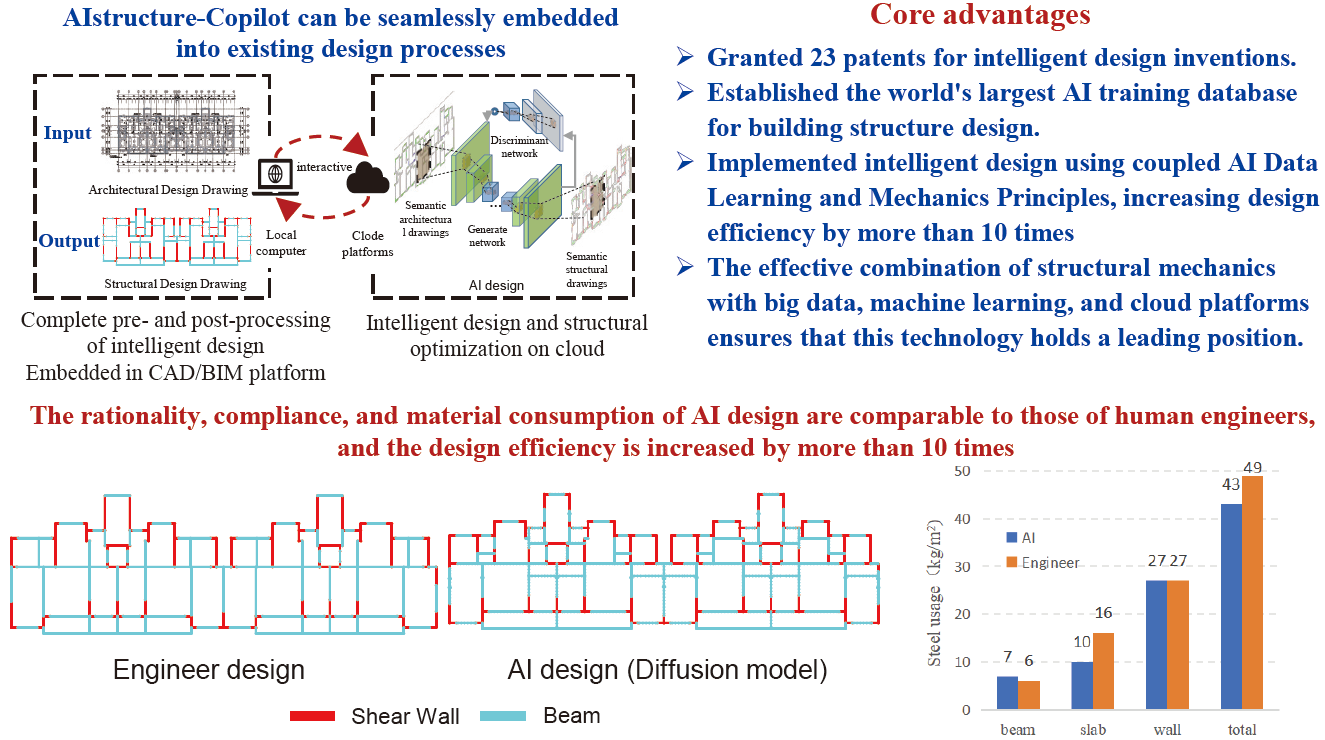 AIstructure-Copilot can be seamlessly embedded
into existing design processes
Input
Architectural Design Drawing
Output
Structural Design Drawing
interactive
Local
computer
Clode
platforms
Discriminant
network
Semantic
architectura
l drawings
Generate
network
Semantic
structural
drawings
AI design
Complete pre- and post-processing
of intelligent design
Embedded in CAD/BIM platform
Intelligent design and structural
optimization on cloud
Core advantages
➢ Granted 23 patents for intelligent design inventions.
➢ Established the world's largest AI training database
for building structure design.
➢ Implemented intelligent design using coupled AI Data
Learning and Mechanics Principles, increasing design
efficiency by more than 10 times
➢ The effective combination of structural mechanics
with big data, machine learning, and cloud platforms
ensures that this technology holds a leading position.
The rationality, compliance, and material consumption of AI design are comparable to those of human engineers,
and the design efficiency is increased by more than 10 times
Engineer design
AI design (Diffusion model)
Shear Wall
Beam
Steel usage（kg/m²)
50
40
30
20
10
0
AI
Engineer
7
6
10
16
27
27
43
49
beam
slab
wall
total